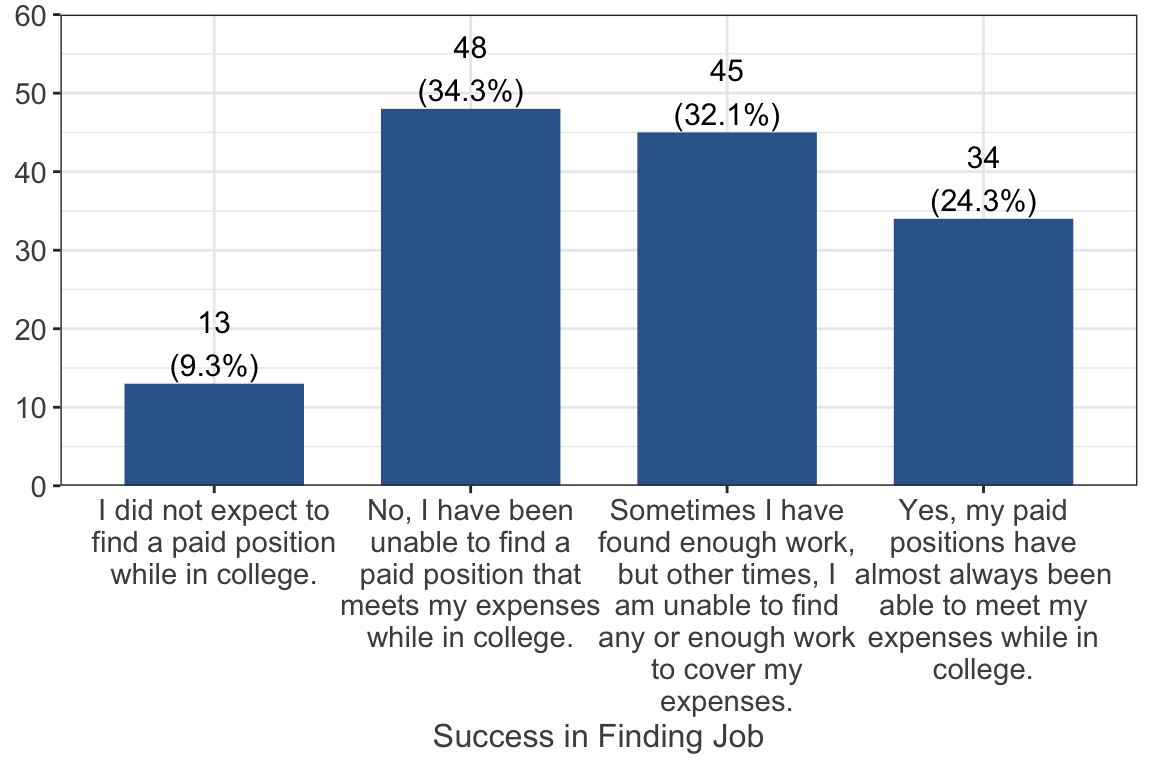 60
50
40
30
20
10
0
13
(9.3%)
48
(34.3%)
45
(32.1%)
34
(24.3%)
I did not expect to
find a paid position
while in college.
No, I have been
unable to find a
paid position that
meets my expenses
while in college.
Sometimes I have
found enough work,
but other times, I
am unable to find
any or enough work
to cover my
expenses.
Yes, my paid
positions have
almost always been
able to meet my
expenses while in
college.
Success in Finding Job